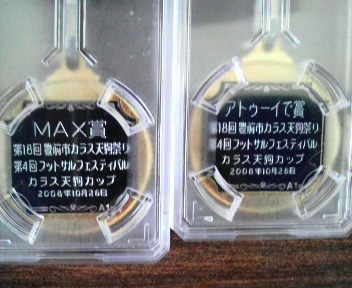 MAX賞
第18回 豊前市カラス天狗祭り
第4回フットサルフェスティバル
カラス天狗カップ
2008年10月26日
A1
アトゥーイで賞
第18回 豊前市カラス天狗祭り
第4回フットサルフェスティバル
カラス天狗カップ
2008年10月26日
A1